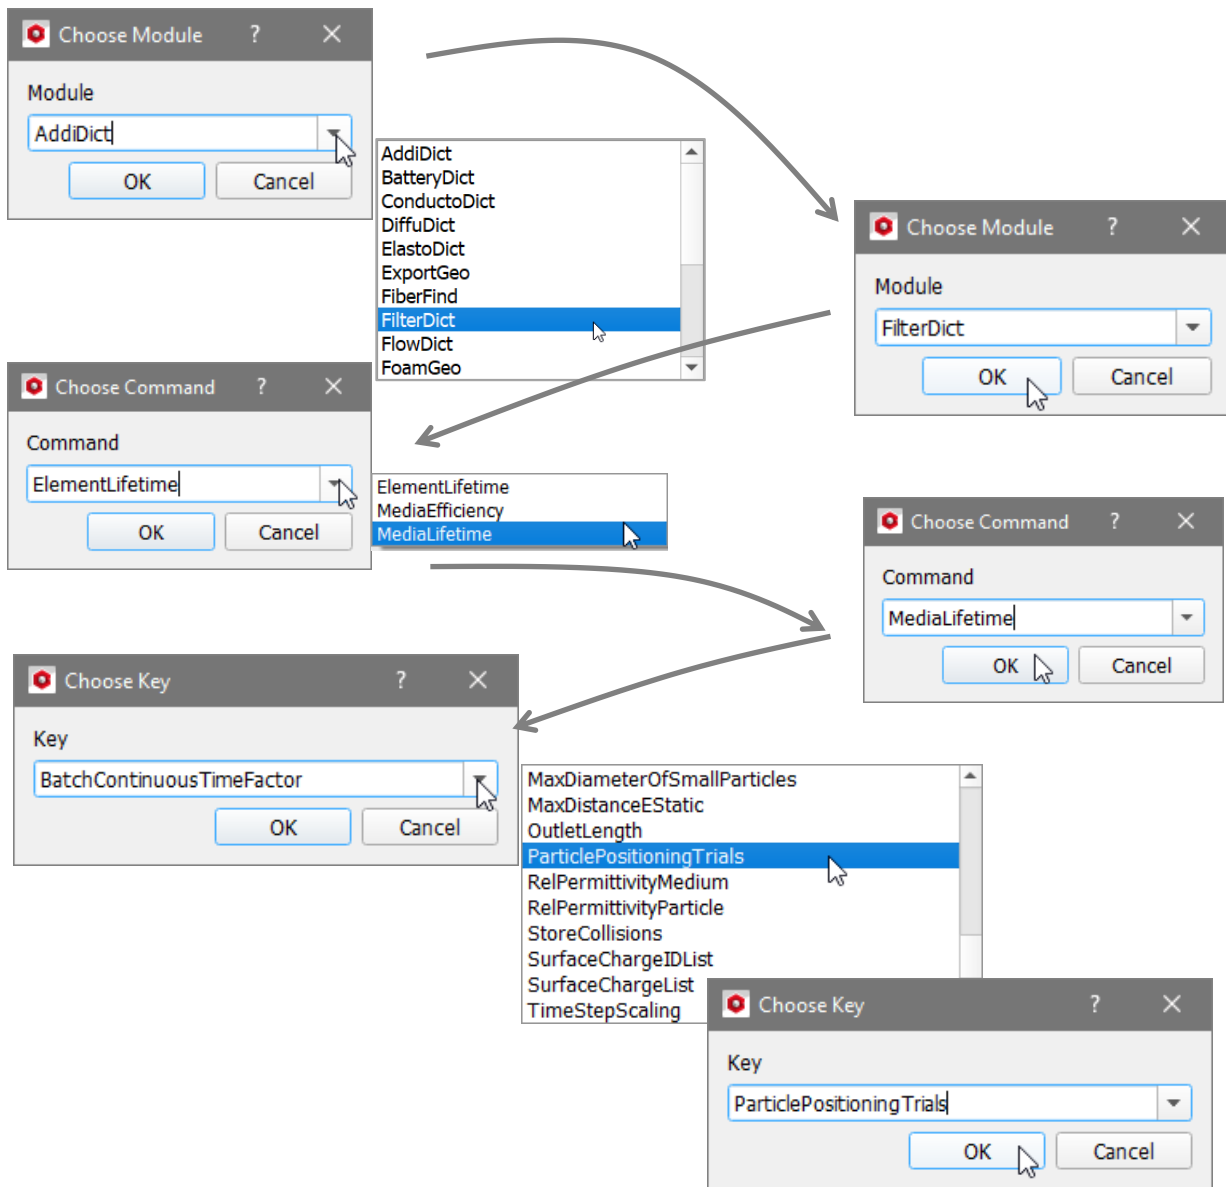 Choose Module ?
Module
AddiDict
OK Cancel
AddiDict
BatteryDict
ConductoDict
DiffuDict
ElastoDict
ExportGeo
FiberFind
FilterDict
FlowDict
FoamGeo
Choose Module ?
Module
FilterDict
OK Cancel
Choose Command ?
Command
ElementLifetime
OK Cancel
ElementLifetime
MediaEfficiency
MediaLifetime
Choose Command ?
Command
MediaLifetime
OK Cancel
Choose Key ?
Key
BatchContinuousTimeFactor
OK Cancel
MaxDiameterOfSmallParticles
MaxDistanceEStatic
OutletLength
ParticlePositioningTrials
RelPermittivityMedium
RelPermittivityParticle
StoreCollisions
SurfaceChargeIDList
SurfaceChargeList
TimeStepScaling
Choose Key ?
Key
ParticlePositioningTrials
OK Cancel